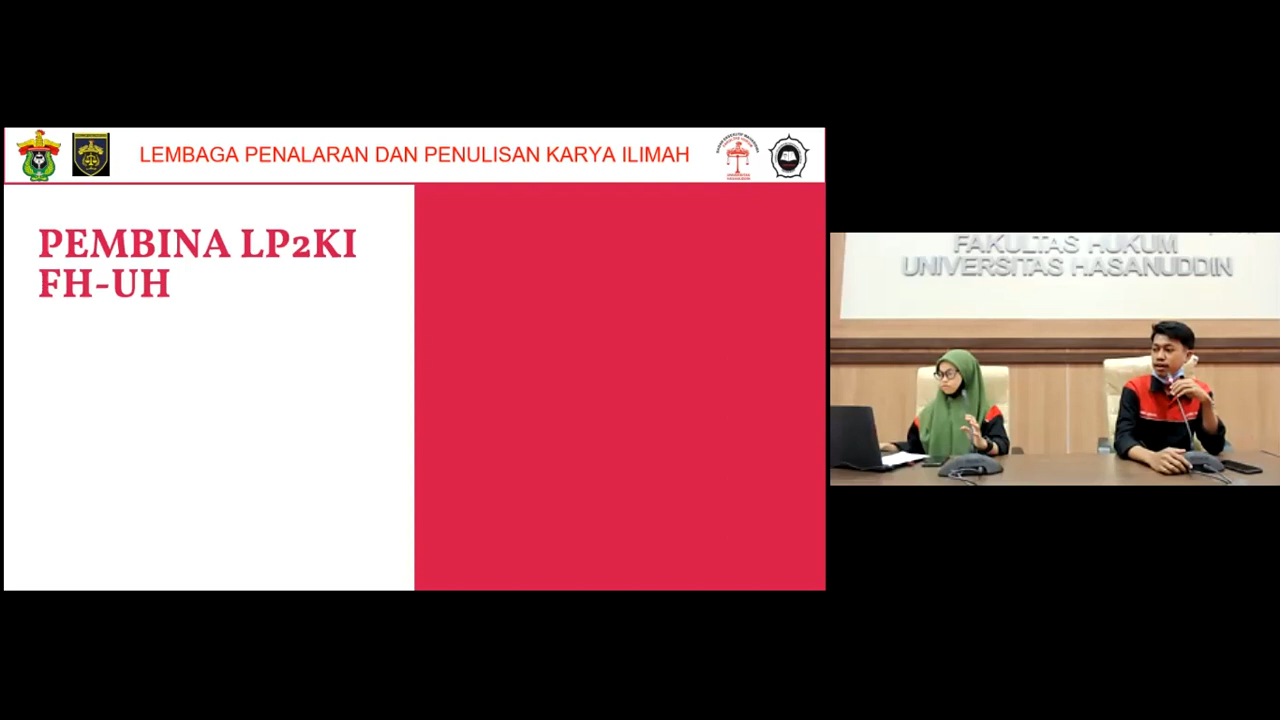 LEMBAGA PENALARAN DAN PENULISAN KARYA ILIMAH
PEMBINA LP2KI
FH-UH
FAKULTAS HUKUM
UNIVERSITAS HASANUDDIN